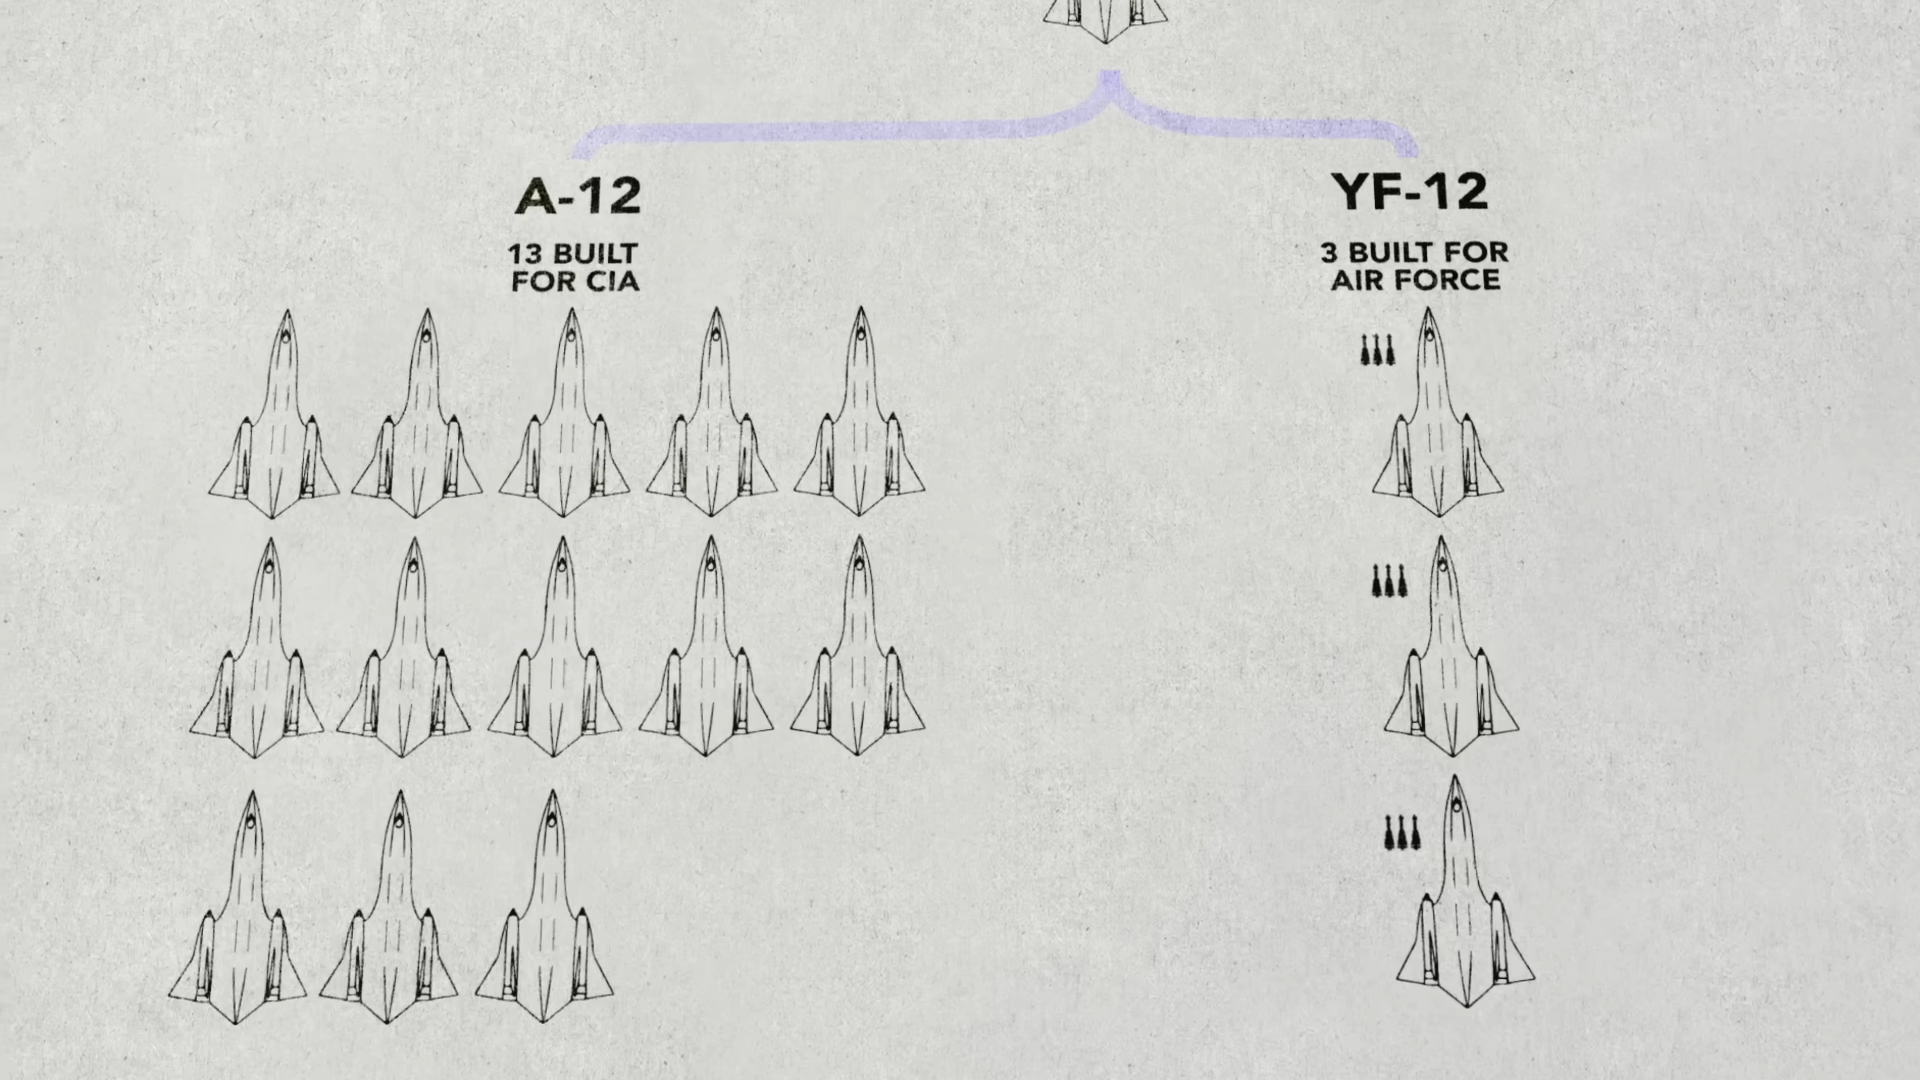 A-12
13 BUILT
FOR CIA
YF-12
3 BUILT FOR
AIR FORCE